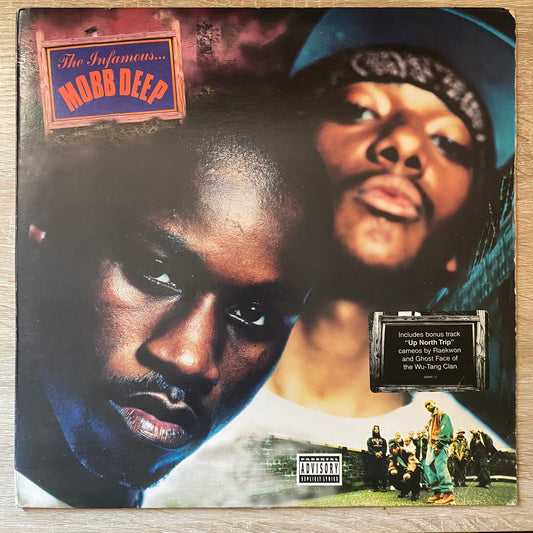 The Infamous...
MOBB DEEP
Includes bonus track
"Up North Trip"
cameos by Raekwon
and Ghost Face of
the Wu-Tang Clan
PARENTAL
ADVISORY
EXPLICIT LYRICS